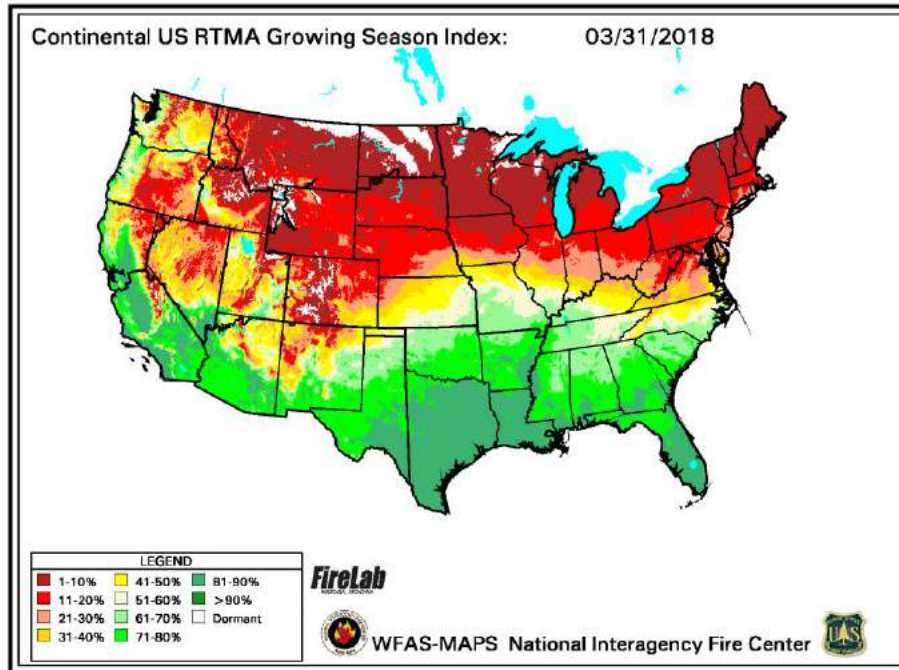 Continental US RTMA Growing Season Index: 03/31/2018
LEGEND
1-10% 41-50% 81-90%
11-20% 51-60% >90%
21-30% 61-70% Dormant
31-40% 71-80%
FireLab
WFAS-MAPS National Interagency Fire Center